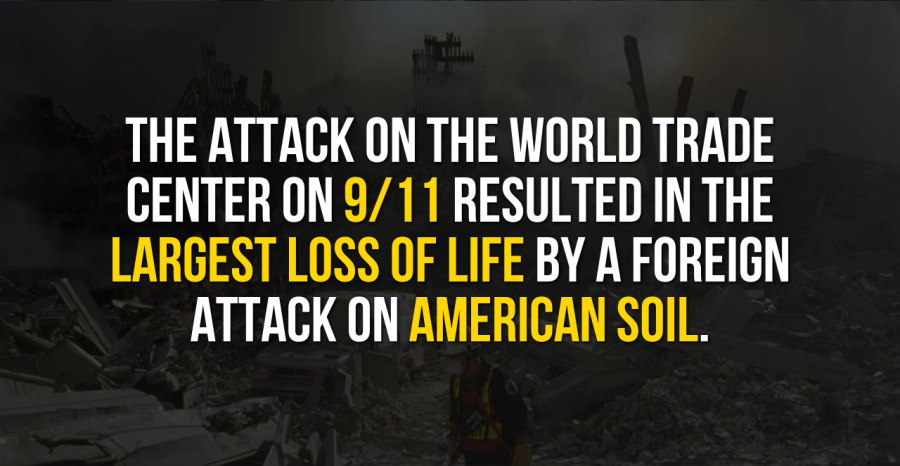 THE ATTACK ON THE WORLD TRADE
CENTER ON 9/11 RESULTED IN THE
LARGEST LOSS OF LIFE BY A FOREIGN
ATTACK ON AMERICAN SOIL.